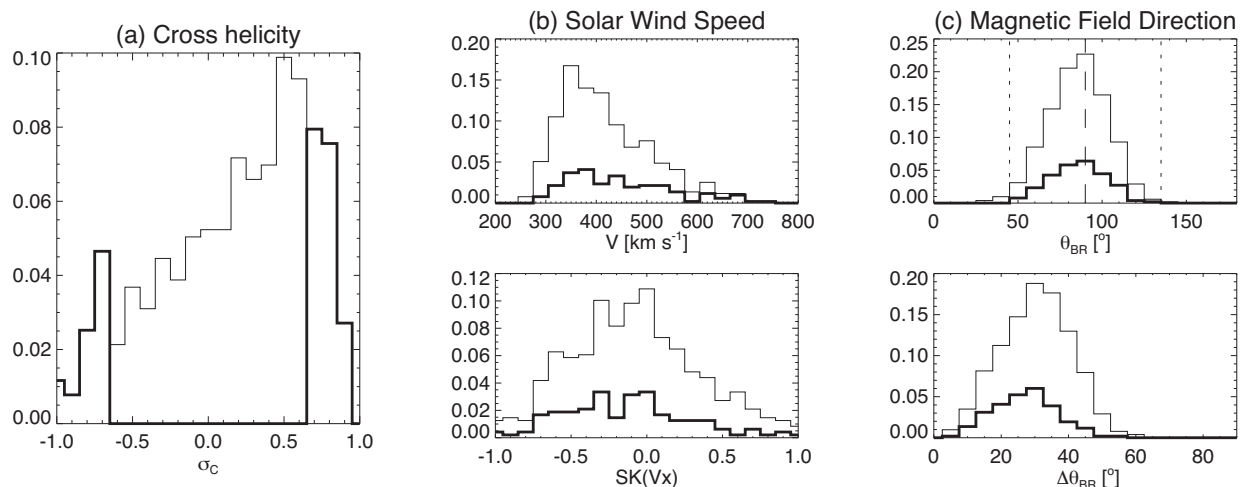 (a) Cross helicity
0.10
0.08
0.06
0.04
0.02
0.00
-1.0 -0.5 0.0 0.5 1.0
σC
(b) Solar Wind Speed
0.20
0.15
0.10
0.05
0.00
200 300 400 500 600 700 800
V [km s-1]
0.12
0.10
0.08
0.06
0.04
0.02
0.00
-1.0 -0.5 0.0 0.5 1.0
SK(Vx)
(c) Magnetic Field Direction
0.25
0.20
0.15
0.10
0.05
0.00
0 50 100 150
θBR [o]
0.20
0.15
0.10
0.05
0.00
0 20 40 60 80
ΔθBR [o]